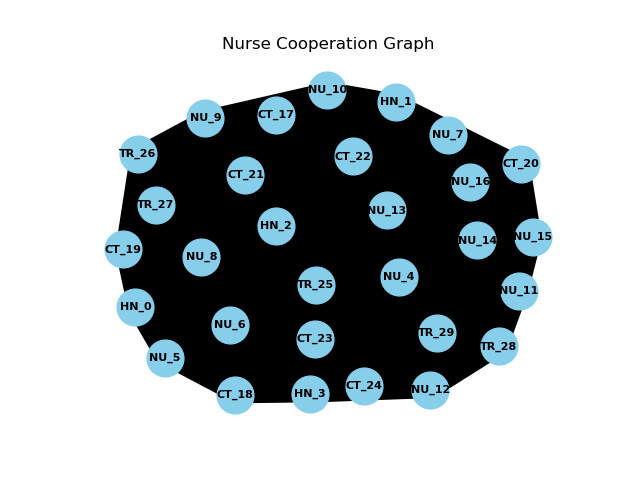 Nurse Cooperation Graph
NU_10
HN_1
NU_9
CT_17
NU_7
TR_26
CT_22
CT_20
CT_21
NU_16
TR_27
NU_13
HN_2
NU_14
NU_15
CT_19
NU_8
NU_4
TR_25
NU_11
HN_0
NU_6
TR_29
CT_23
TR_28
NU_5
CT_24
NU_12
HN_3
CT_18